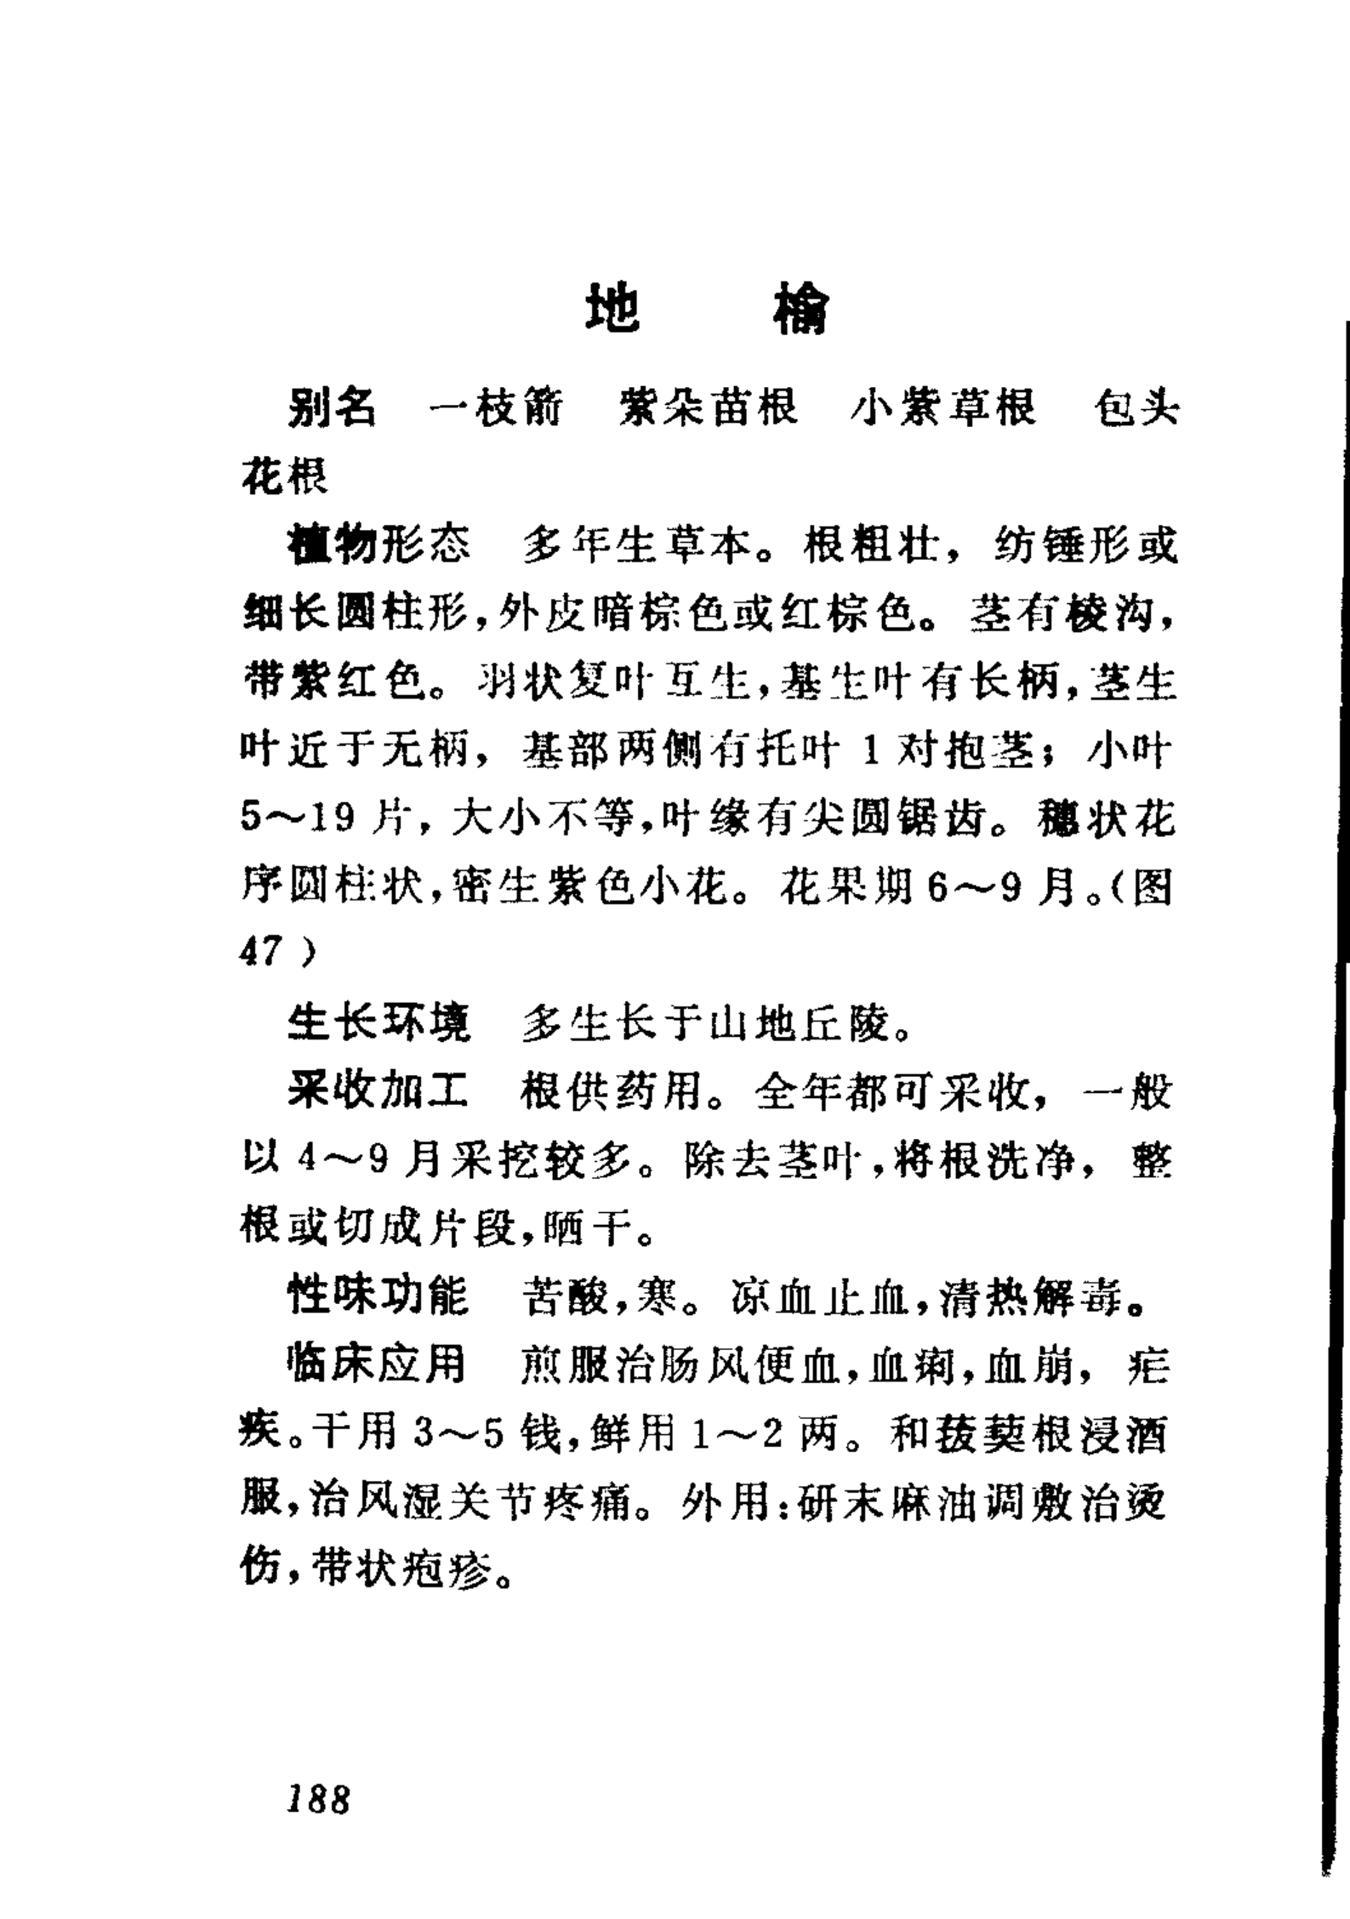 地 榆
别名 一枝箭 紫朵苗根 小紫草根 包头
花根
植物形态 多年生草本。根粗壮，纺锤形或
细长圆柱形，外皮暗棕色或红棕色。茎有棱沟，
带紫红色。羽状复叶互生，基生叶有长柄，茎生
叶近于无柄，基部两侧有托叶1对抱茎；小叶
5～19片，大小不等，叶缘有尖圆锯齿。穗状花
序圆柱状，密生紫色小花。花果期6～9月。（图
47）
生长环境 多生长于山地丘陵。
采收加工 根供药用。全年都可采收，一般
以4～9月采挖较多。除去茎叶，将根洗净，整
根或切成片段，晒干。
性味功能 苦酸，寒。凉血止血，清热解毒。
临床应用 煎服治肠风便血，血痢，血崩，疟
疾。干用3～5钱，鲜用1～2两。和菝葜根浸酒
服，治风湿关节疼痛。外用：研末麻油调敷治烫
伤，带状疱疹。
188